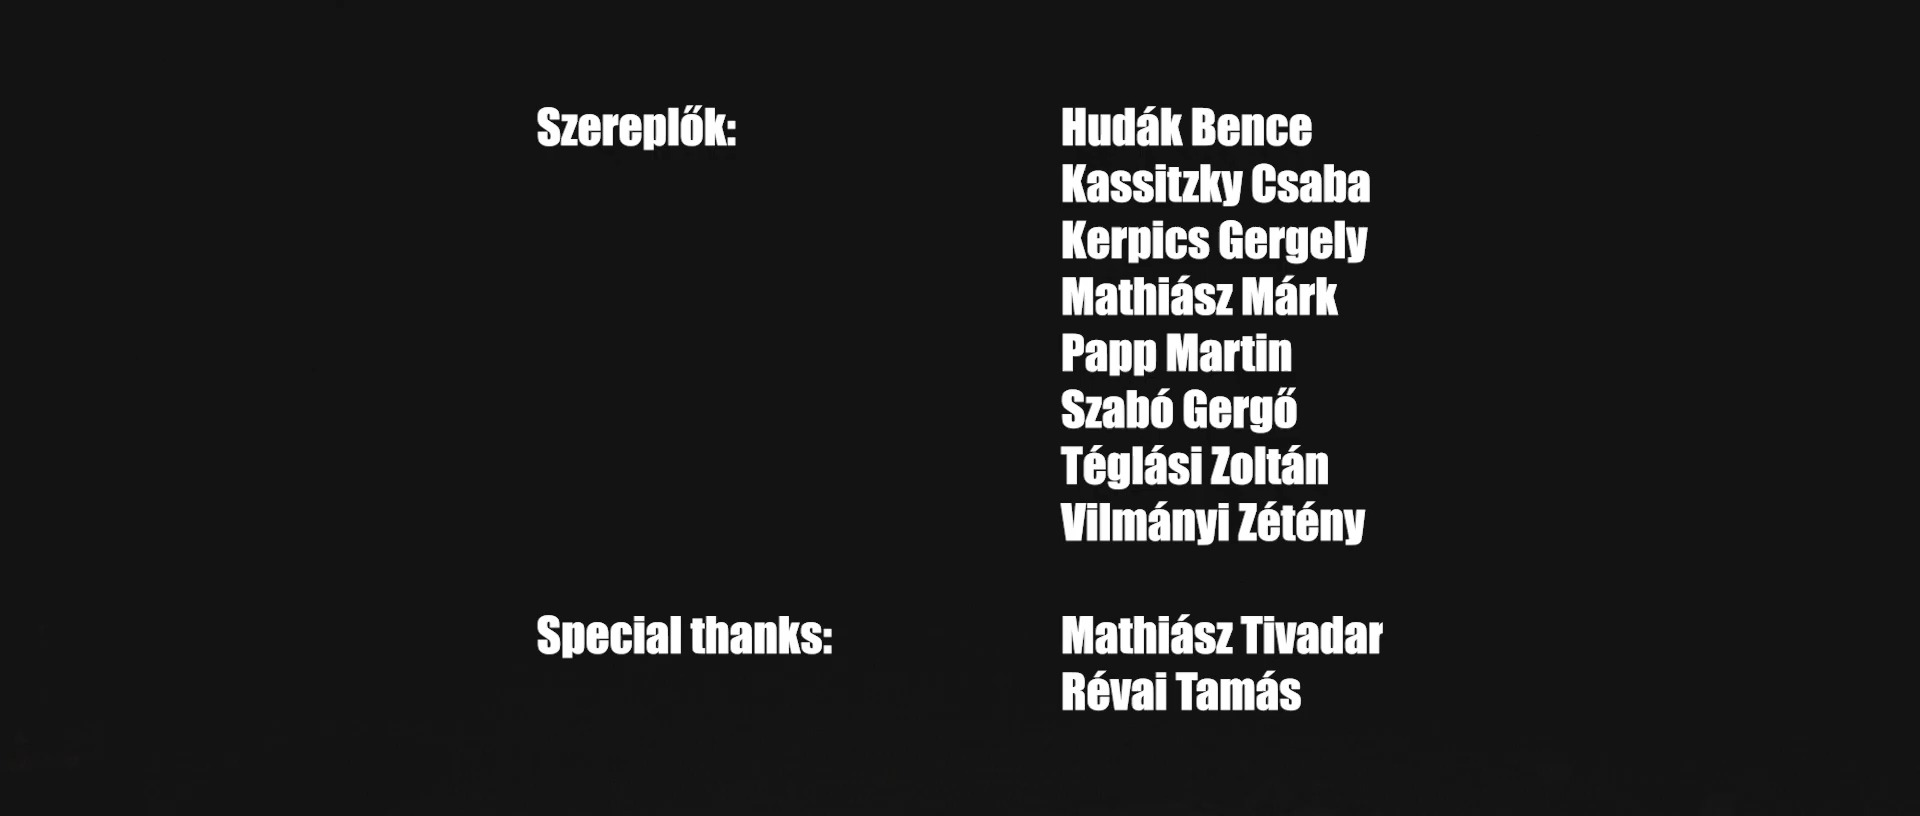 Szereplők: Hudák Bence
Kassitzky Csaba
Kerpics Gergely
Mathiász Márk
Papp Martin
Szabó Gergő
Téglási Zoltán
Vilmányi Zétény
Special thanks: Mathiász Tivadar
Révai Tamás